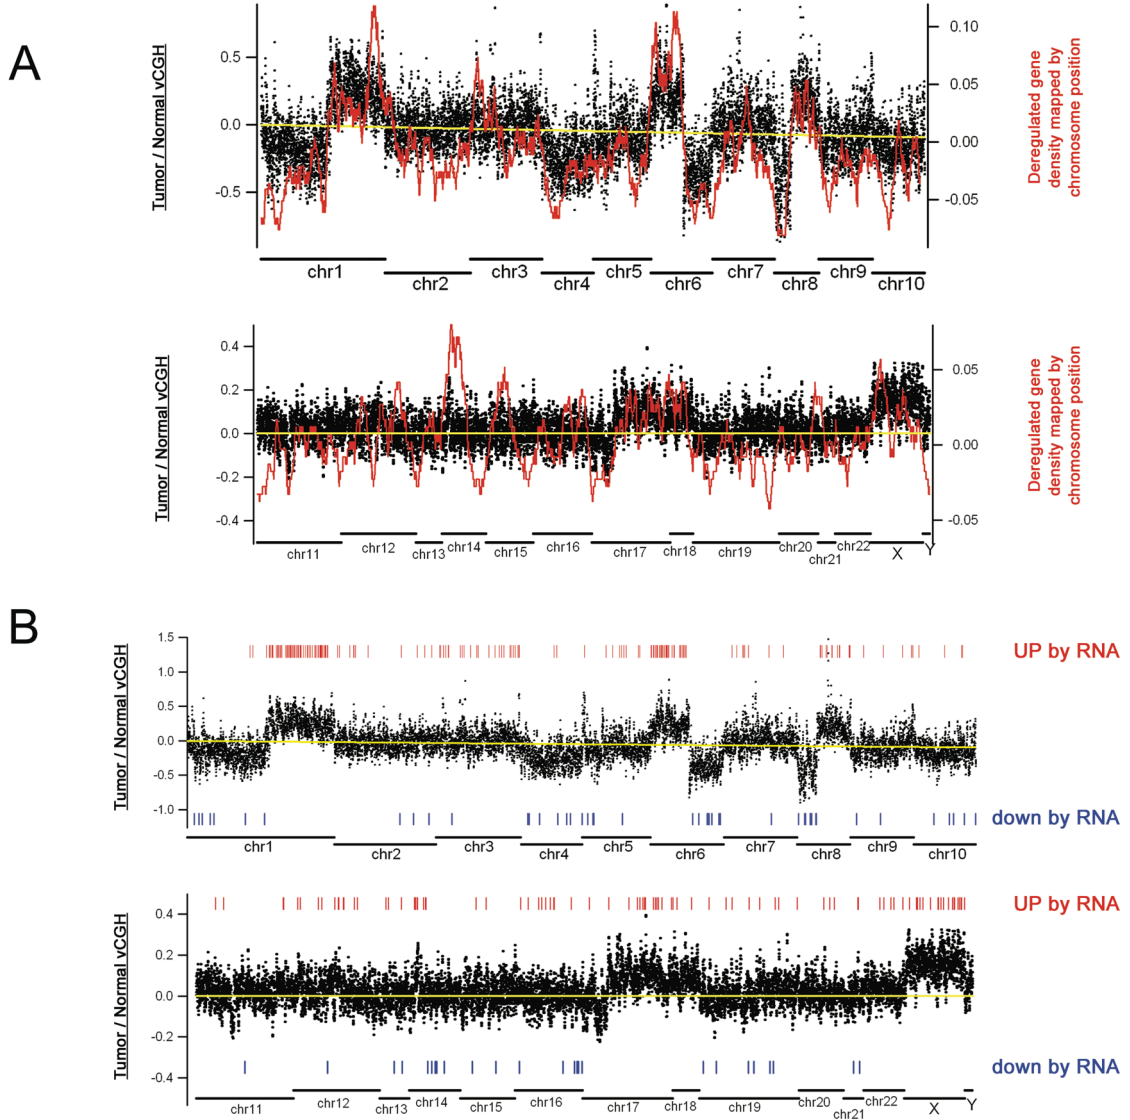 A
Tumor / Normal vCGH
0.5
0.0
-0.5
0.10
0.05
0.00
-0.05
Deregulated gene
density mapped by
chromosome position
chr1
chr2
chr3
chr4
chr5
chr6
chr7
chr8
chr9
chr10
Tumor / Normal vCGH
0.4
0.2
0.0
-0.2
-0.4
0.05
0.00
-0.05
Deregulated gene
density mapped by
chromosome position
chr11
chr12
chr13
chr14
chr15
chr16
chr17
chr18
chr19
chr20
chr21
chr22
X
Y
B
Tumor / Normal vCGH
1.5
1.0
0.5
0.0
-0.5
-1.0
UP by RNA
down by RNA
chr1
chr2
chr3
chr4
chr5
chr6
chr7
chr8
chr9
chr10
Tumor / Normal vCGH
0.4
0.2
0.0
-0.2
-0.4
UP by RNA
down by RNA
chr11
chr12
chr13
chr14
chr15
chr16
chr17
chr18
chr19
chr20
chr21
chr22
X
Y